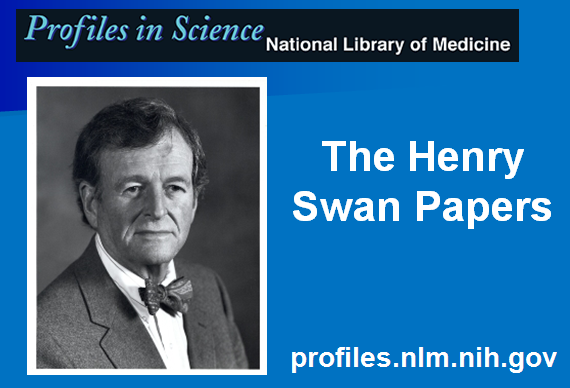 Profiles in Science National Library of Medicine
The Henry
Swan Papers
profiles.nlm.nih.gov